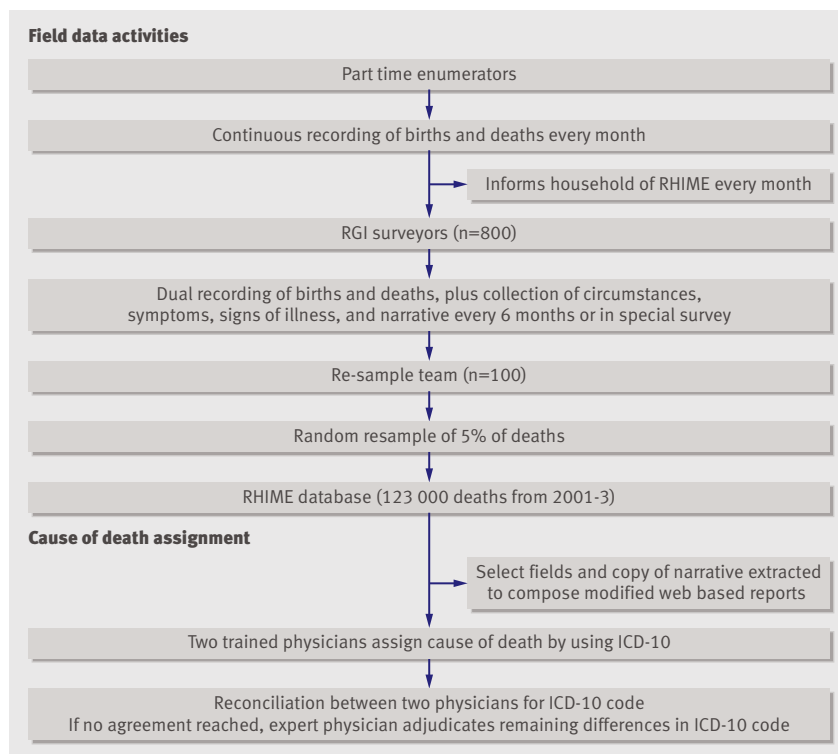 Field data activities
Part time enumerators
Continuous recording of births and deaths every month
Informs household of RHIME every month
RGI surveyors (n=800)
Dual recording of births and deaths, plus collection of circumstances,
symptoms, signs of illness, and narrative every 6 months or in special survey
Re-sample team (n=100)
Random resample of 5% of deaths
RHIME database (123 000 deaths from 2001-3)
Cause of death assignment
Select fields and copy of narrative extracted
to compose modified web based reports
Two trained physicians assign cause of death by using ICD-10
Reconciliation between two physicians for ICD-10 code
If no agreement reached, expert physician adjudicates remaining differences in ICD-10 code